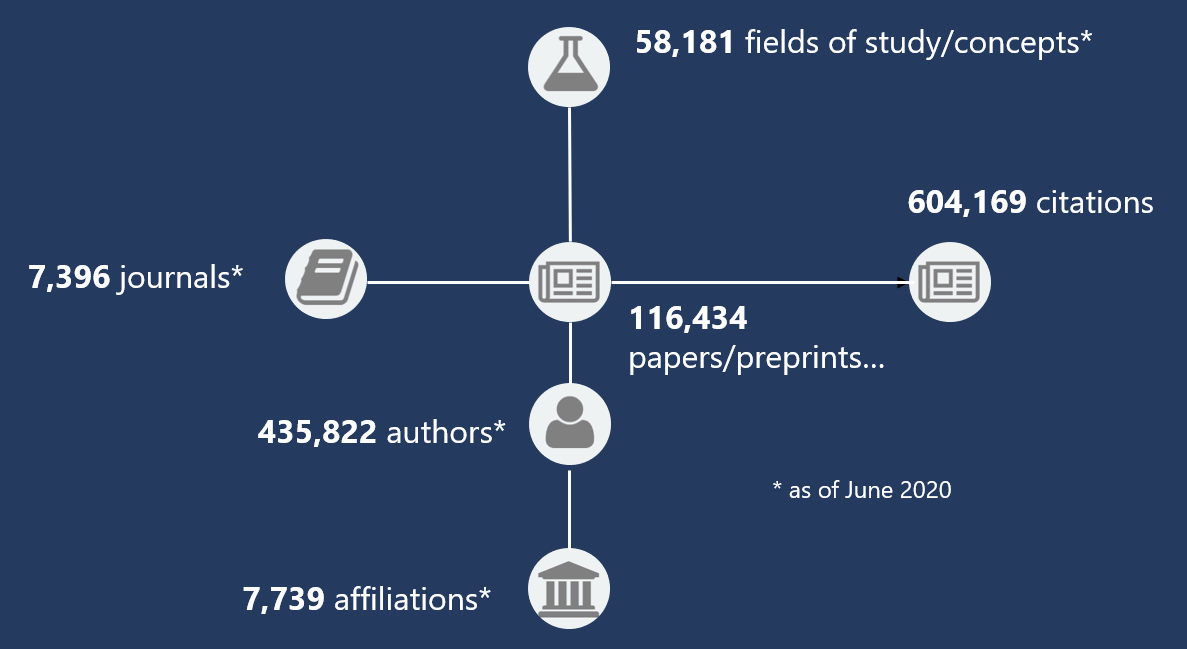 58,181 fields of study/concepts*
604,169 citations
7,396 journals*
116,434
papers/preprints...
435,822 authors*
* as of June 2020
7,739 affiliations*